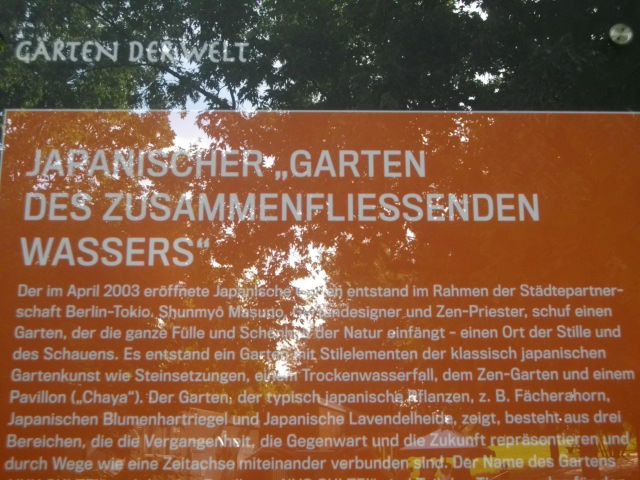 GÄRTEN DER WELT
JAPANISCHER „GARTEN
DES ZUSAMMENFLIESSENDEN
WASSERS“
Der im April 2003 eröffnete Japanische Garten entstand im Rahmen der Städtepartner-
schaft Berlin-Tokio. Shunmyô Masuno, Gartendesigner und Zen-Priester, schuf einen
Garten, der die ganze Fülle und Schönheit der Natur einfängt – einen Ort der Stille und
des Schauens. Es entstand ein Garten mit Stilelementen der klassisch japanischen
Gartenkunst wie Steinsetzungen, einem Trockenwasserfall, dem Zen-Garten und einem
Pavillon („Chaya“). Der Garten, der typisch japanische Pflanzen, z. B. Fächerahorn,
Japanischen Blumenhartriegel und Japanische Lavendelheide, zeigt, besteht aus drei
Bereichen, die die Vergangenheit, die Gegenwart und die Zukunft repräsentieren und
durch Wege wie eine Zeitachse miteinander verbunden sind. Der Name des Gartens